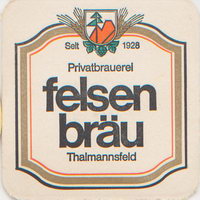 Seit 1928
Privatbrauerei
felsen
bräu
Thalmannsfeld